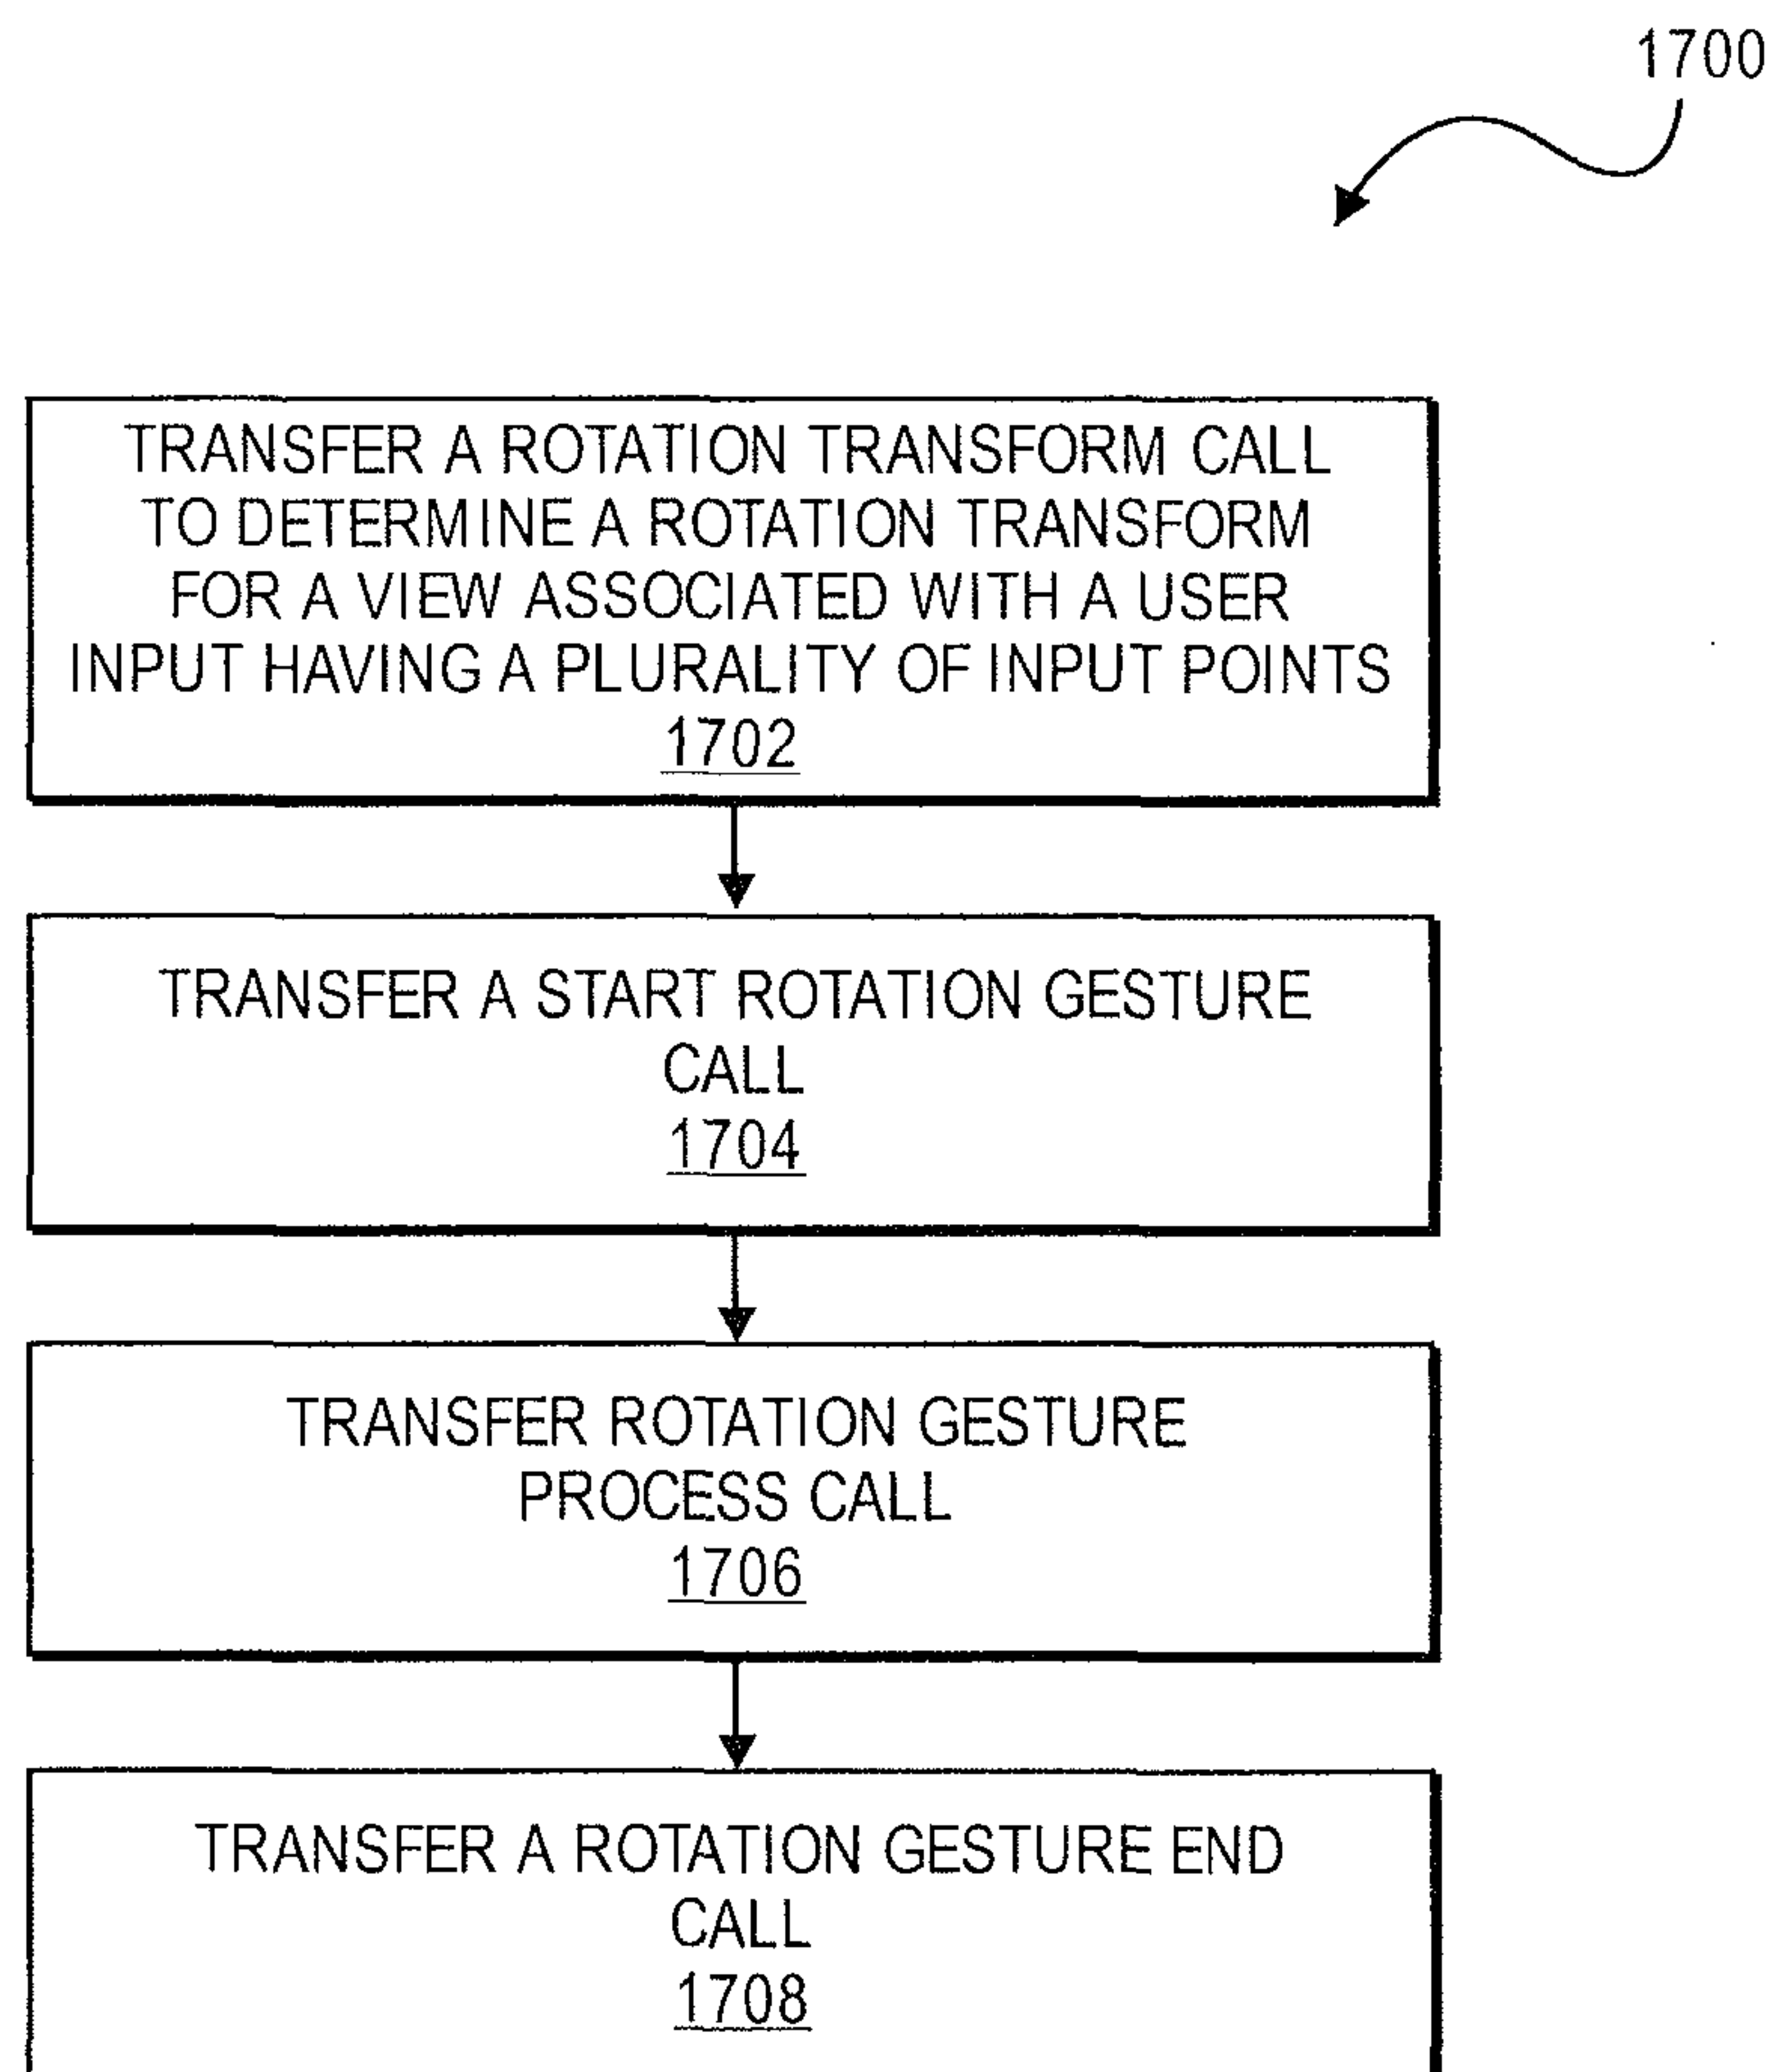 1700
TRANSFER A ROTATION TRANSFORM CALL
TO DETERMINE A ROTATION TRANSFORM
FOR A VIEW ASSOCIATED WITH A USER
INPUT HAVING A PLURALITY OF INPUT POINTS
1702
TRANSFER A START ROTATION GESTURE
CALL
1704
TRANSFER ROTATION GESTURE
PROCESS CALL
1706
TRANSFER A ROTATION GESTURE END
CALL
1708